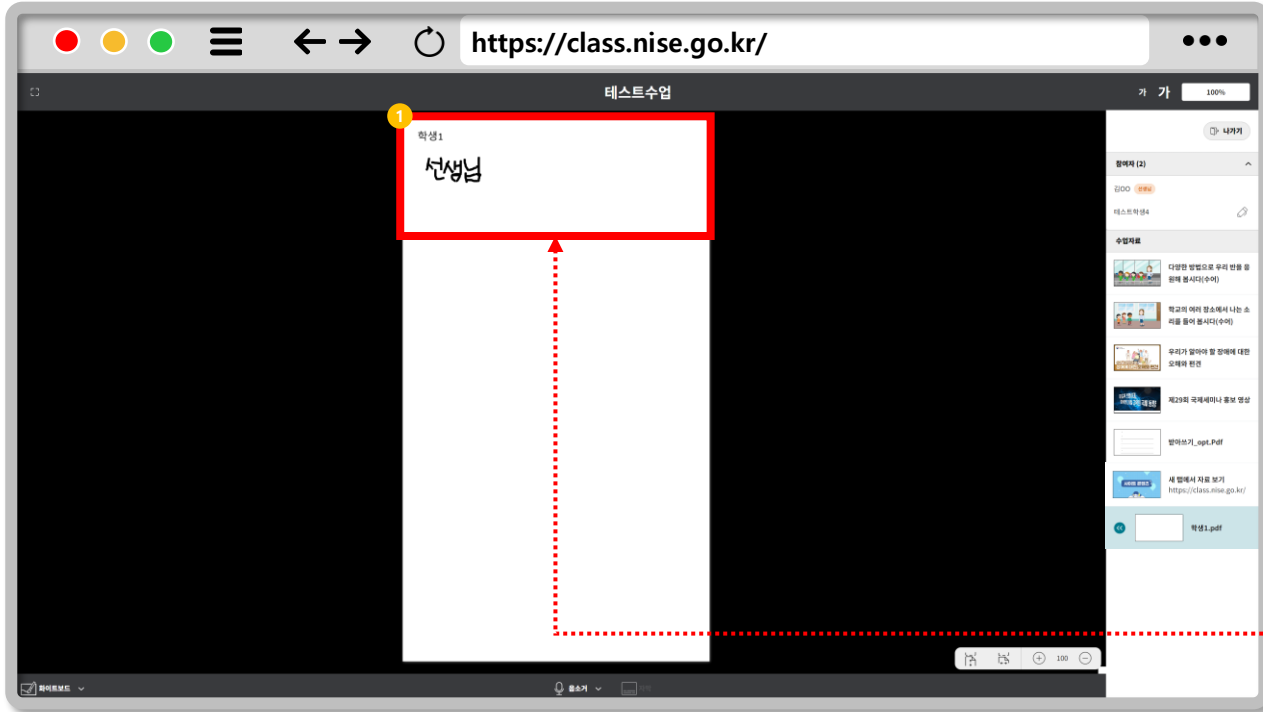 https://class.nise.go.kr/
테스트수업
가 가 100%
1
학생1
선생님
나가기
참여자 (2)
김OO 선생님
테스트학생4
수업자료
다양한 방법으로 우리 반을 응
원해 봅시다(수어)
학교의 여러 장소에서 나는 소
리를 들어 봅시다(수어)
우리가 알아야 할 장애에 대한
오해와 편견
제29회 국제세미나 홍보 영상
받아쓰기_opt.Pdf
새 탭에서 자료 보기
https://class.nise.go.kr/
학생1.pdf
100
화이트보드
음소거